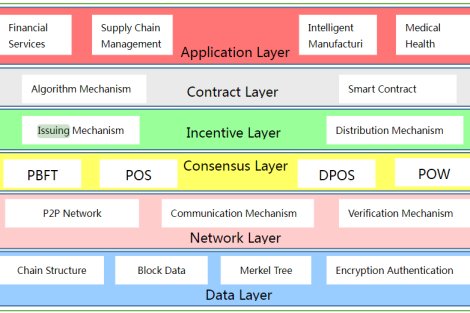 Financial Services
Supply Chain Management
Intelligent Manufacturi
Medical Health
Application Layer
Algorithm Mechanism
Contract Layer
Smart Contract
Issuing Mechanism
Incentive Layer
Distribution Mechanism
Consensus Layer
PBFT
POS
DPOS
POW
P2P Network
Communication Mechanism
Verification Mechanism
Network Layer
Chain Structure
Block Data
Merkel Tree
Encryption Authentication
Data Layer